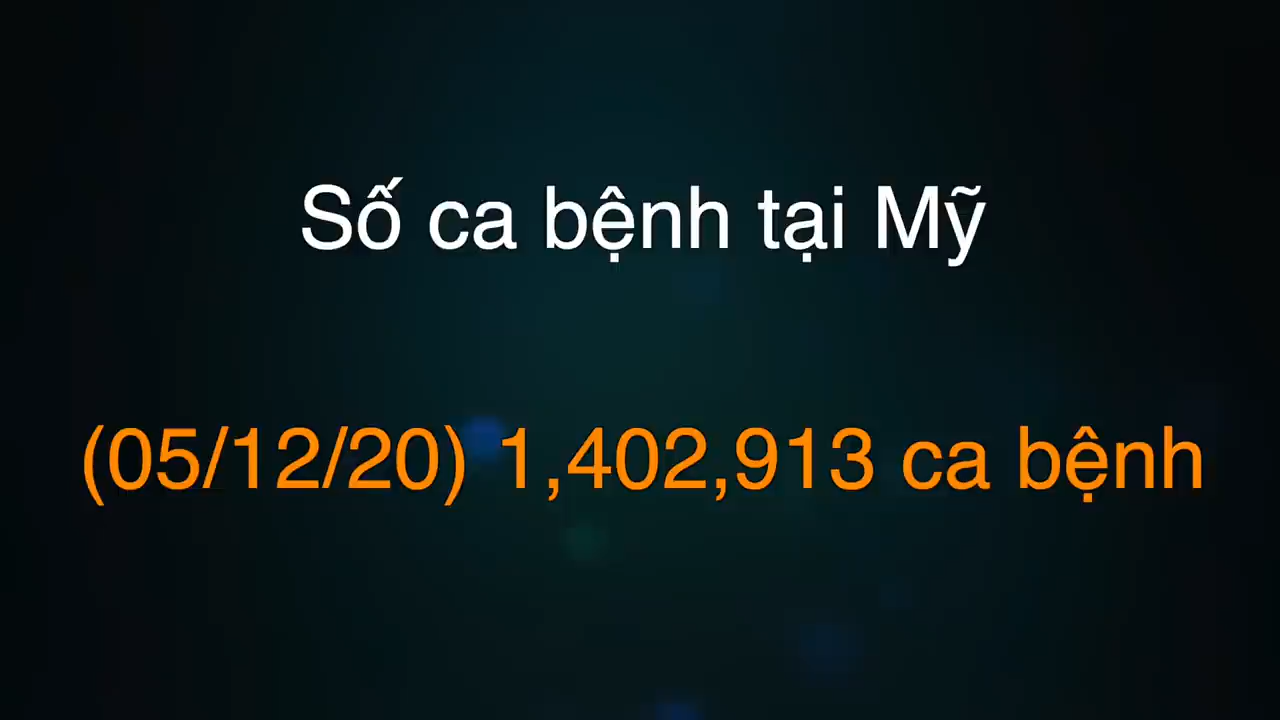 Số ca bệnh tại Mỹ
(05/12/20) 1,402,913 ca bệnh